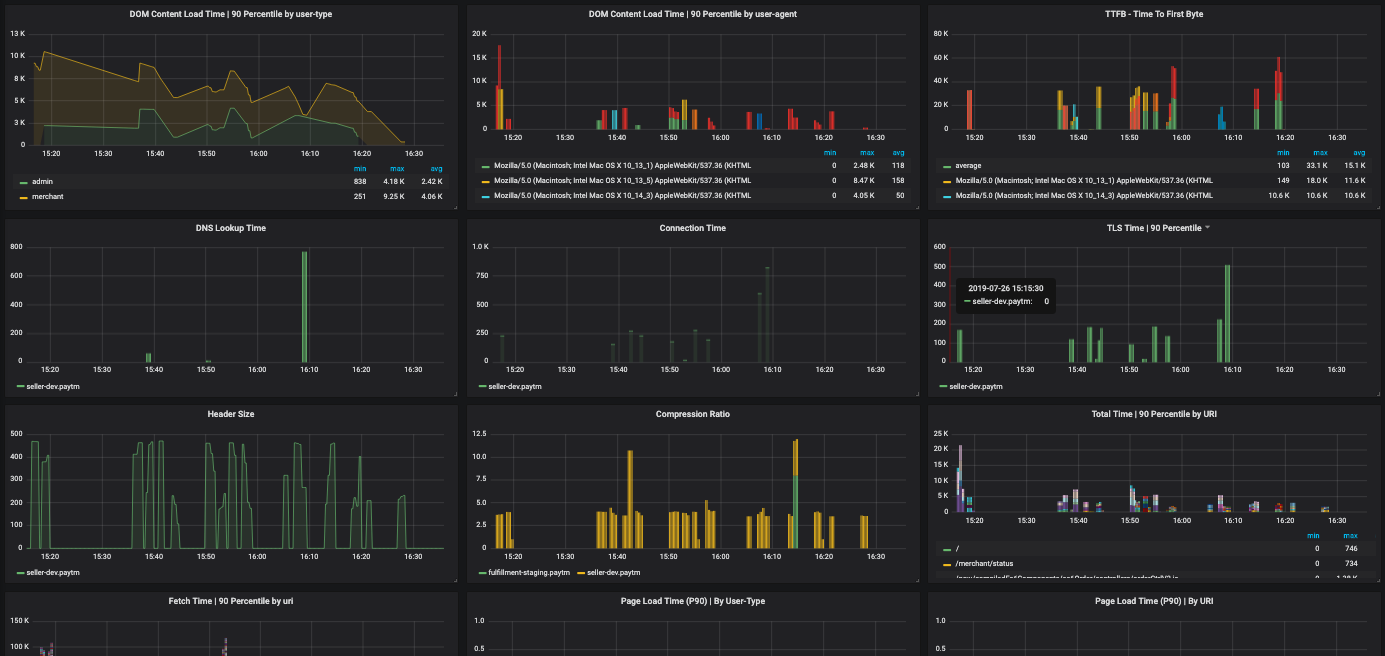 DOM Content Load Time | 90 Percentile by user-type
13 K
10 K
8 K
5 K
3 K
0
15:20 15:30 15:40 15:50 16:00 16:10 16:20 16:30
min max avg
admin 838 4.18 K 2.42 K
merchant 251 9.25 K 4.06 K
DOM Content Load Time | 90 Percentile by user-agent
20 K
15 K
10 K
5 K
0
15:20 15:30 15:40 15:50 16:00 16:10 16:20 16:30
min max avg
Mozilla/5.0 (Macintosh; Intel Mac OS X 10_13_1) AppleWebKit/537.36 (KHTML 0 2.48 K 118
Mozilla/5.0 (Macintosh; Intel Mac OS X 10_13_1) AppleWebKit/537.36 (KHTML 0 8.47 K 158
Mozilla/5.0 (Macintosh; Intel Mac OS X 10_14_3) AppleWebKit/537.36 (KHTML 0 4.05 K 50
TTFB - Time To First Byte
80 K
60 K
40 K
20 K
0
15:20 15:30 15:40 15:50 16:00 16:10 16:20 16:30
min max avg
average 103 33.1 K 15.1 K
Mozilla/5.0 (Macintosh; Intel Mac OS X 10_13_1) AppleWebKit/537.36 (KHTML 149 18.0 K 11.6 K
Mozilla/5.0 (Macintosh; Intel Mac OS X 10_14_3) AppleWebKit/537.36 (KHTML 10.6 K 10.6 K 10.6 K
DNS Lookup Time
800
600
400
200
0
15:20 15:30 15:40 15:50 16:00 16:10 16:20 16:30
seller-dev.paytm
Connection Time
1.0 K
750
500
250
0
15:20 15:30 15:40 15:50 16:00 16:10 16:20 16:30
seller-dev.paytm
TLS Time | 90 Percentile
600
500
400
300
200
100
0
2019-07-26 15:15:30
seller-dev.paytm: 0
15:20 15:30 15:40 15:50 16:00 16:10 16:20 16:30
seller-dev.paytm
Header Size
500
400
300
200
100
0
15:20 15:30 15:40 15:50 16:00 16:10 16:20 16:30
seller-dev.paytm
Compression Ratio
12.5
10.0
7.5
5.0
2.5
0
15:20 15:30 15:40 15:50 16:00 16:10 16:20 16:30
fulfillment-staging.paytm seller-dev.paytm
Total Time | 90 Percentile by URI
25 K
20 K
15 K
10 K
5 K
0
15:20 15:30 15:40 15:50 16:00 16:10 16:20 16:30
min max
/ 0 746
/merchant/status 0 734
Fetch Time | 90 Percentile by uri
150 K
100 K
Page Load Time (P90) | By User-Type
1.0
0.5
Page Load Time (P90) | By URI
1.0
0.5